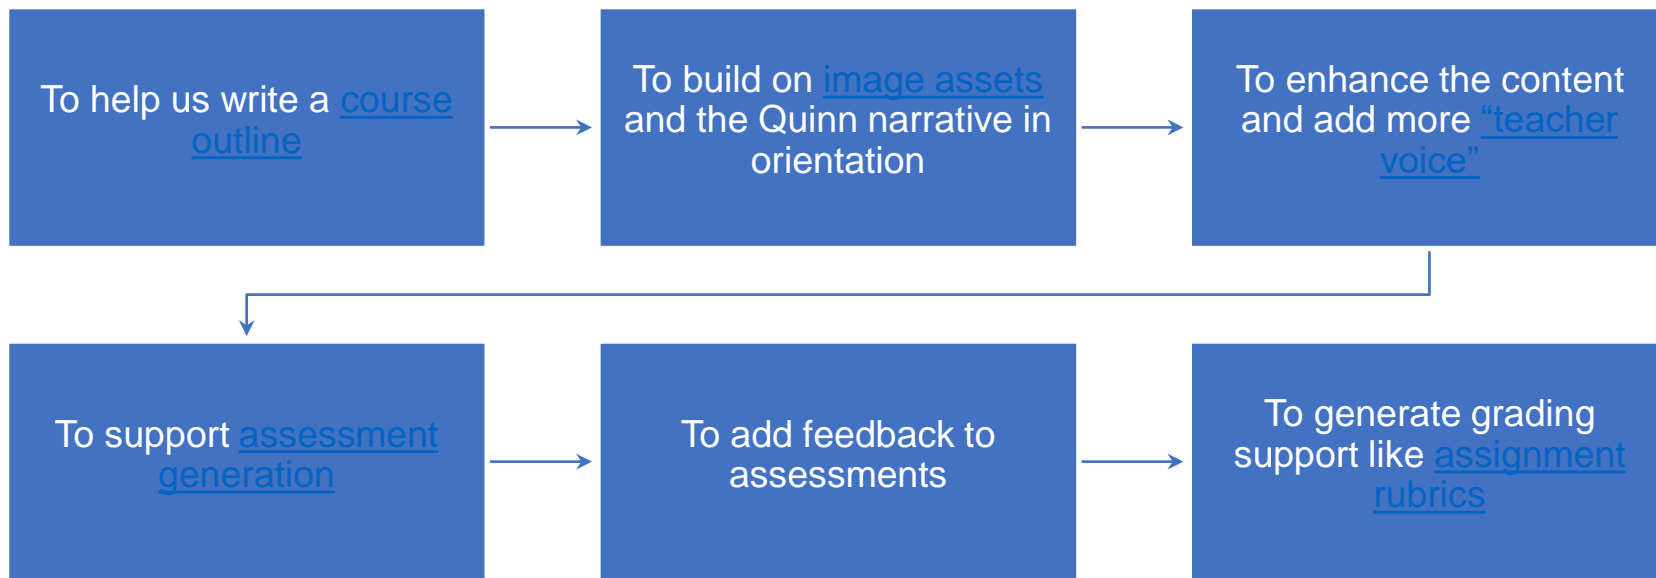 To help us write a course
outline
To build on image assets
and the Quinn narrative in
orientation
To enhance the content
and add more “teacher
voice”
To support assessment
generation
To add feedback to
assessments
To generate grading
support like assignment
rubrics